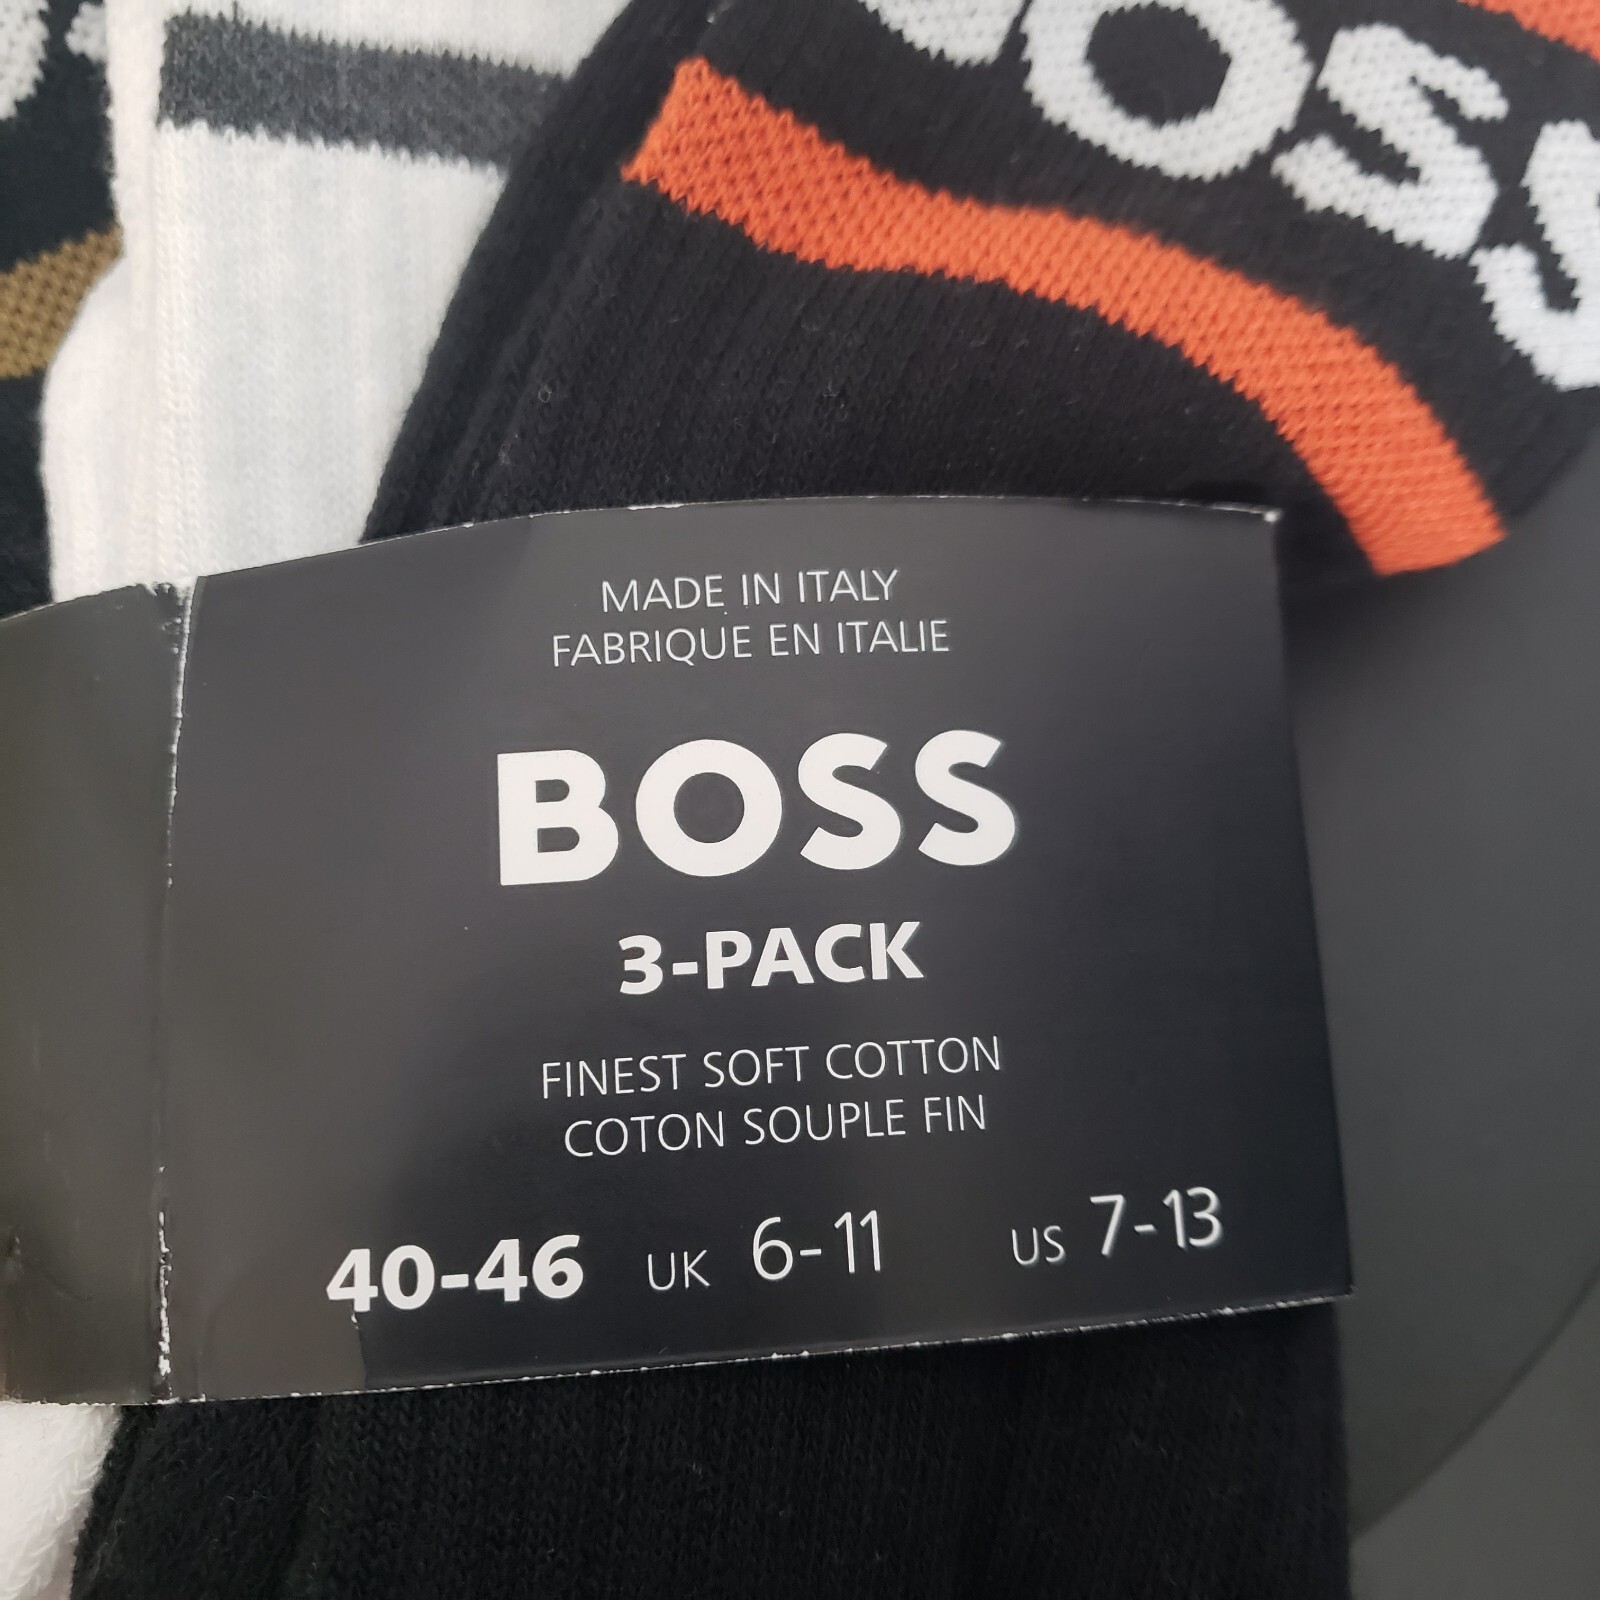 OSS
MADE IN ITALY
FABRIQUE EN ITALIE
BOSS
3-PACK
FINEST SOFT COTTON
COTON SOUPLE FIN
40-46 UK 6-11 US 7-13